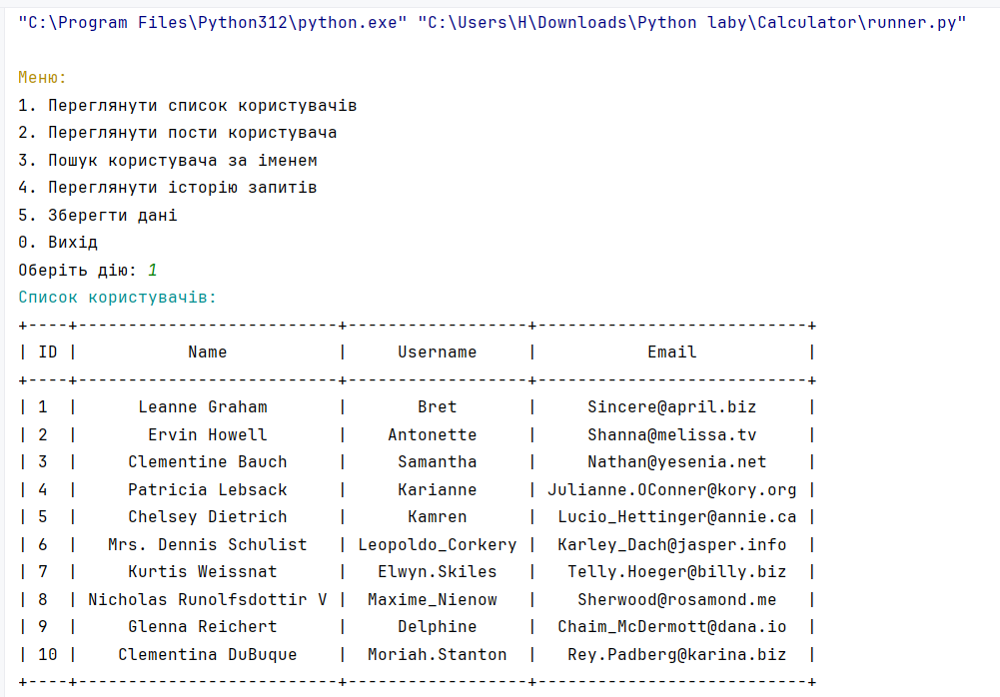 "C:\Program Files\Python312\python.exe" "C:\Users\H\Downloads\Python laby\Calculator\runner.py"
Меню:
1. Переглянути список користувачів
2. Переглянути пости користувача
3. Пошук користувача за іменем
4. Переглянути історію запитів
5. Зберегти дані
0. Вихід
Оберіть дію: 1
Список користувачів:
+----+--------------------------+------------------+---------------------------+
| ID |           Name           |     Username     |           Email           |
+----+--------------------------+------------------+---------------------------+
| 1  |      Leanne Graham       |       Bret       |     Sincere@april.biz     |
| 2  |       Ervin Howell       |    Antonette     |     Shanna@melissa.tv     |
| 3  |     Clementine Bauch     |     Samantha     |     Nathan@yesenia.net    |
| 4  |     Patricia Lebsack     |     Karianne     | Julianne.OConner@kory.org |
| 5  |     Chelsey Dietrich     |      Kamren      |  Lucio_Hettinger@annie.ca |
| 6  |   Mrs. Dennis Schulist   | Leopoldo_Corkery |  Karley_Dach@jasper.info  |
| 7  |     Kurtis Weissnat      |   Elwyn.Skiles   |   Telly.Hoeger@billy.biz  |
| 8  | Nicholas Runolfsdottir V |  Maxime_Nienow   |    Sherwood@rosamond.me   |
| 9  |     Glenna Reichert      |     Delphine     |  Chaim_McDermott@dana.io  |
| 10 |    Clementina DuBuque    |  Moriah.Stanton  |   Rey.Padberg@karina.biz  |
+----+--------------------------+------------------+---------------------------+